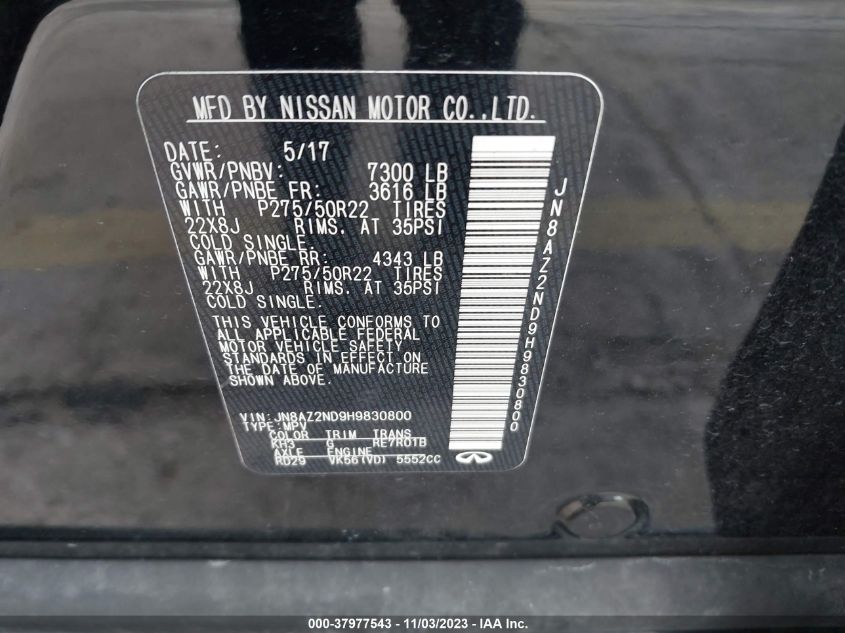 MFD BY NISSAN MOTOR CO.,LTD.
DATE: 5/17
GVWR/PNBV: 7300 LB
GAWR/PNBE FR: 3616 LB
WITH P275/50R22 TIRES
22X8J RIMS. AT 35PSI
COLD SINGLE.
GAWR/PNBE RR: 4343 LB
WITH P275/50R22 TIRES
22X8J RIMS. AT 35PSI
COLD SINGLE.
THIS VEHICLE CONFORMS TO
ALL APPLICABLE FEDERAL
MOTOR VEHICLE SAFETY
STANDARDS IN EFFECT ON
THE DATE OF MANUFACTURE
SHOWN ABOVE.
VIN: JN8AZ2ND9H9830800
TYPE: MPV
COLOR TRIM TRANS
KH3 G RE7R01B
AXLE ENGINE
RD29 VK56(VD) 5552CC
JN8AZ2ND9H9830800
000-37977543 - 11/03/2023 - IAA Inc.